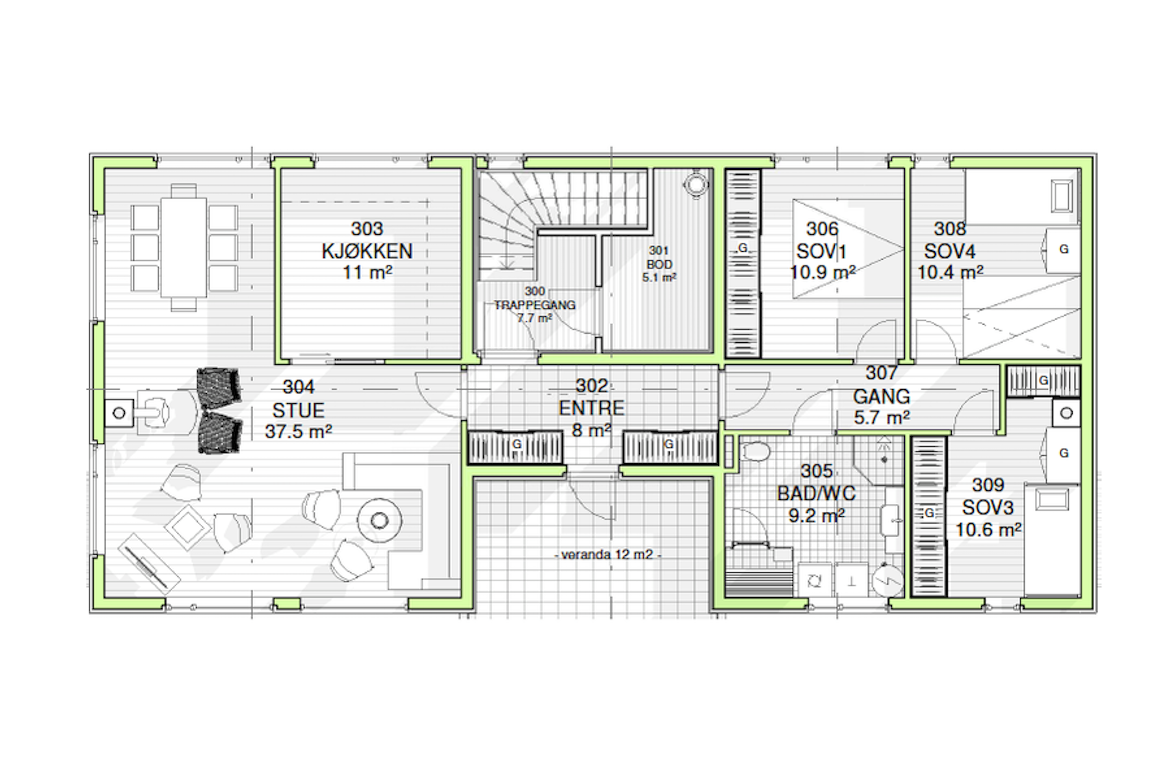 303
KJØKKEN
11 m²
301
BOD
5.1 m²
300
TRAPPEGANG
7.7 m²
G
306
SOV1
10.9 m²
308
SOV4
10.4 m²
G
304
STUE
37.5 m²
302
ENTRE
8 m²
G
G
307
GANG
5.7 m²
G
G
305
BAD/WC
9.2 m²
G
309
SOV3
10.6 m²
- veranda 12 m2 -